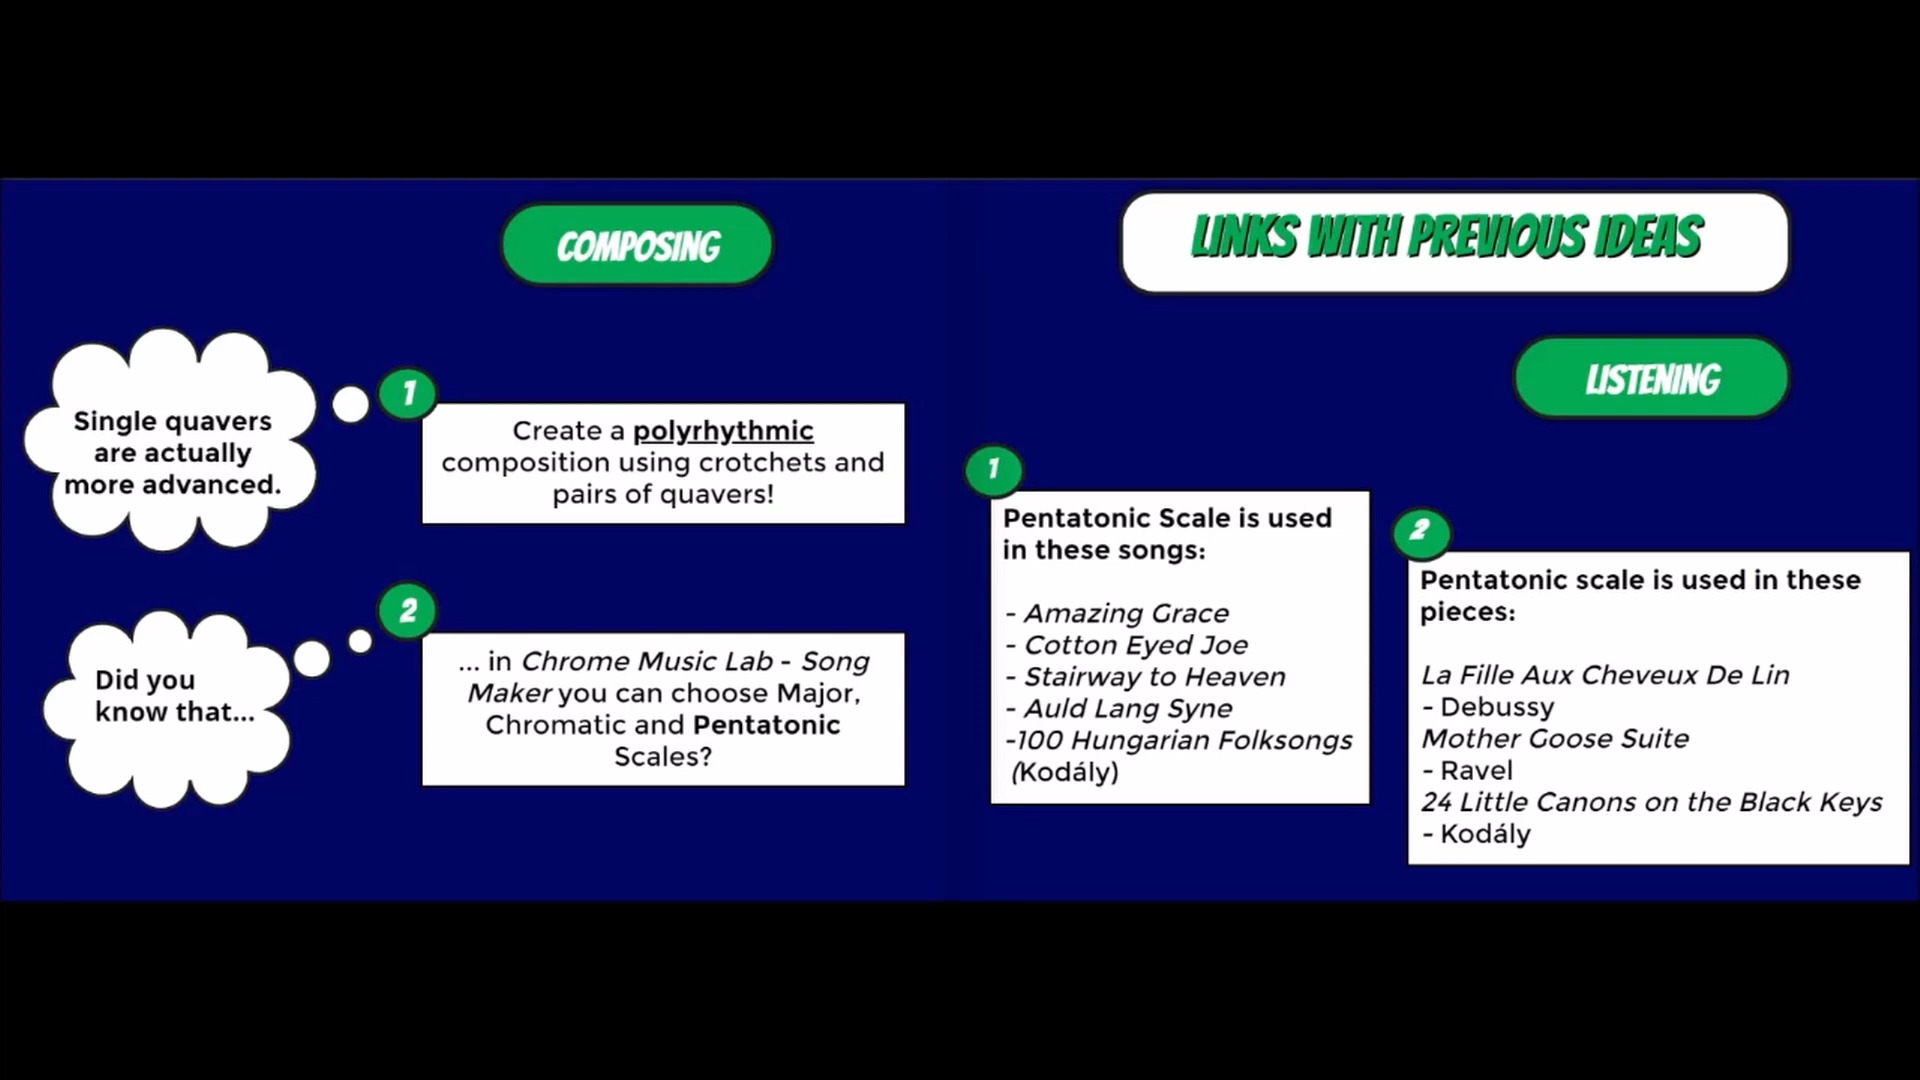 COMPOSING
Single quavers
are actually
more advanced.
1
Create a polyrhythmic
composition using crotchets and
pairs of quavers!
Did you
know that...
2
... in Chrome Music Lab - Song
Maker you can choose Major,
Chromatic and Pentatonic
Scales?
LINKS WITH PREVIOUS IDEAS
LISTENING
1
Pentatonic Scale is used
in these songs:
- Amazing Grace
- Cotton Eyed Joe
- Stairway to Heaven
- Auld Lang Syne
-100 Hungarian Folksongs
(Kodály)
2
Pentatonic scale is used in these
pieces:
La Fille Aux Cheveux De Lin
- Debussy
Mother Goose Suite
- Ravel
24 Little Canons on the Black Keys
- Kodály